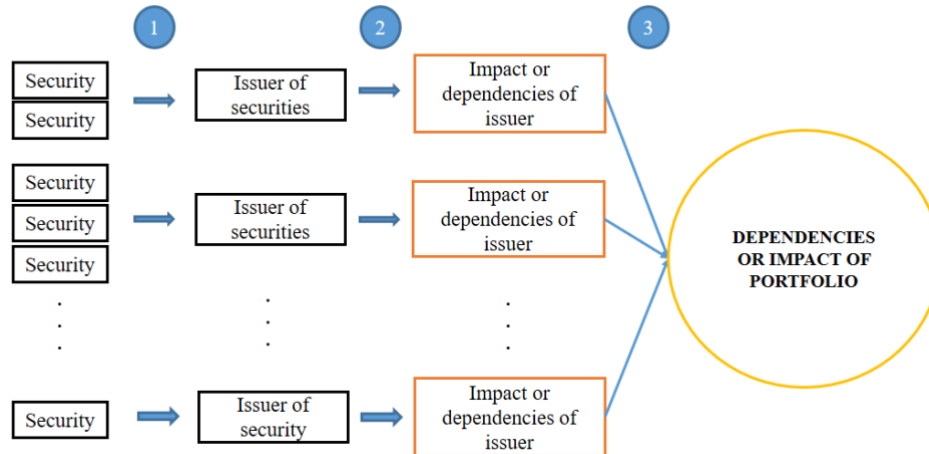 1
2
3
Security
Security
Issuer of
securities
Impact or
dependencies of
issuer
Security
Security
Security
Issuer of
securities
Impact or
dependencies of
issuer
DEPENDENCIES
OR IMPACT OF
PORTFOLIO
Security
Issuer of
security
Impact or
dependencies of
issuer